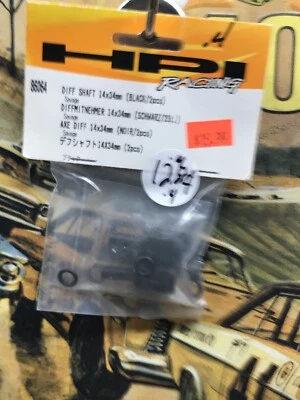 HPI
RACING
86064
DIFF SHAFT 14x34mm (BLACK/2pcs)
Savage
DIFFMITNEHMER 14x34mm (SCHWARZ/2St.)
Savage
AXE DIFF 14x34mm (NOIR/2pcs)
Savage
デフシャフト14X34mm (2pcs)